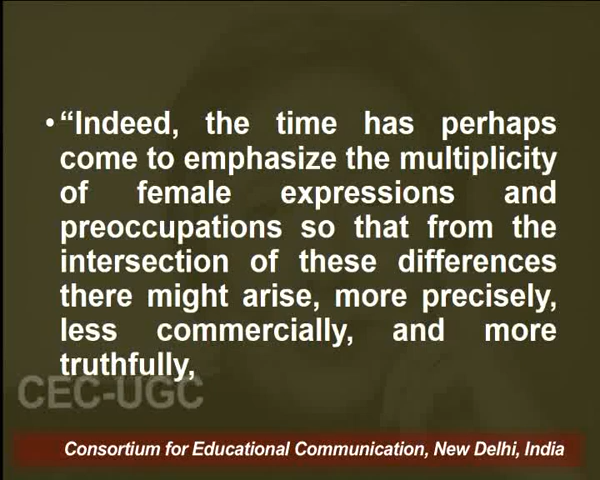 • “Indeed, the time has perhaps
come to emphasize the multiplicity
of female expressions and
preoccupations so that from the
intersection of these differences
there might arise, more precisely,
less commercially, and more
truthfully,
CEC-UGC
Consortium for Educational Communication, New Delhi, India